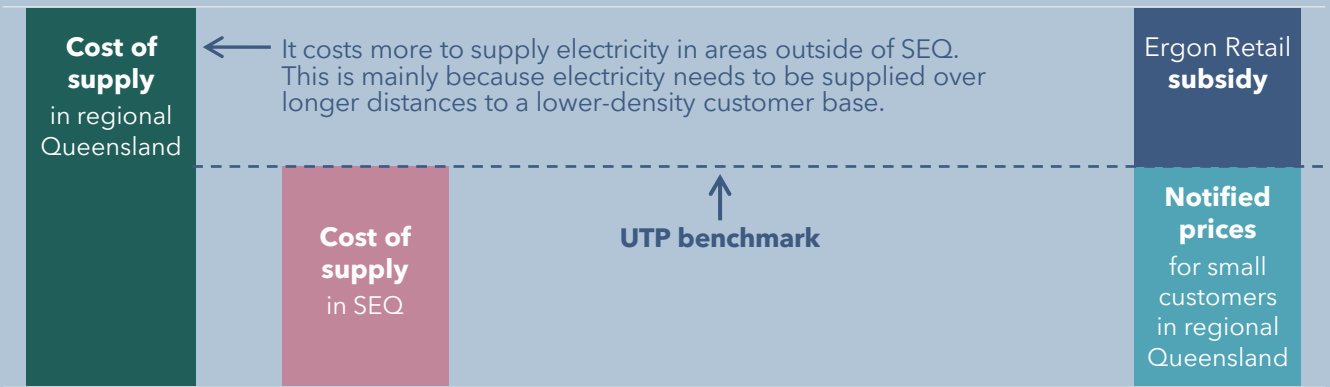 Cost of
supply
in regional
Queensland
It costs more to supply electricity in areas outside of SEQ.
This is mainly because electricity needs to be supplied over
longer distances to a lower-density customer base.
Ergon Retail
subsidy
Cost of
supply
in SEQ
UTP benchmark
Notified
prices
for small
customers
in regional
Queensland